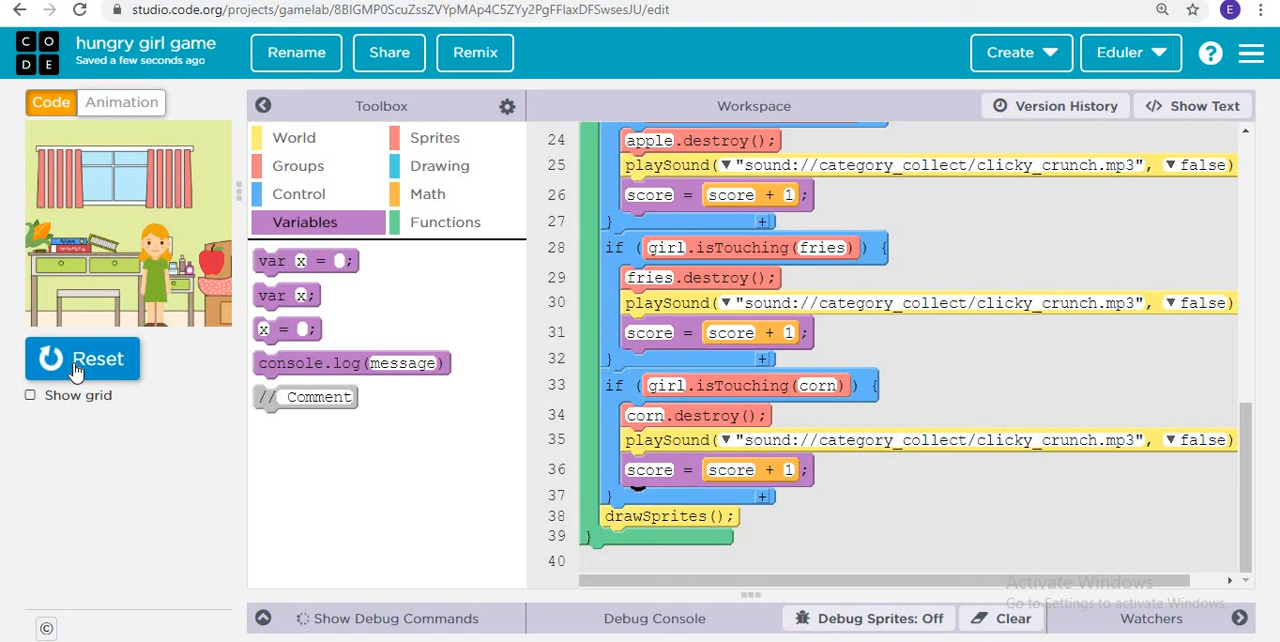 studio.code.org/projects/gamelab/8BIGMP0ScuZssZVYpMAp4C5ZYy2PgFFIaxDFSwsesJU/edit
E
C O
D E
hungry girl game
Saved a few seconds ago
Rename
Share
Remix
Create
Eduler
?
Code
Animation
Toolbox
Workspace
Version History
</> Show Text
World
Sprites
Groups
Drawing
Control
Math
Variables
Functions
var x = ;
var x;
x = ;
console.log(message)
// Comment
24 apple.destroy();
25 playSound( "sound://category_collect/clicky_crunch.mp3", false)
26 score = score + 1;
27 } +
28 if ( girl.isTouching(fries) ) {
29 fries.destroy();
30 playSound( "sound://category_collect/clicky_crunch.mp3", false)
31 score = score + 1;
32 } +
33 if ( girl.isTouching(corn) ) {
34 corn.destroy();
35 playSound( "sound://category_collect/clicky_crunch.mp3", false)
36 score = score + 1;
37 } +
38 drawSprites();
39 }
40
Reset
Show grid
Activate Windows
Go to Settings to activate Windows.
Show Debug Commands
Debug Console
Debug Sprites: Off
Clear
Watchers
©